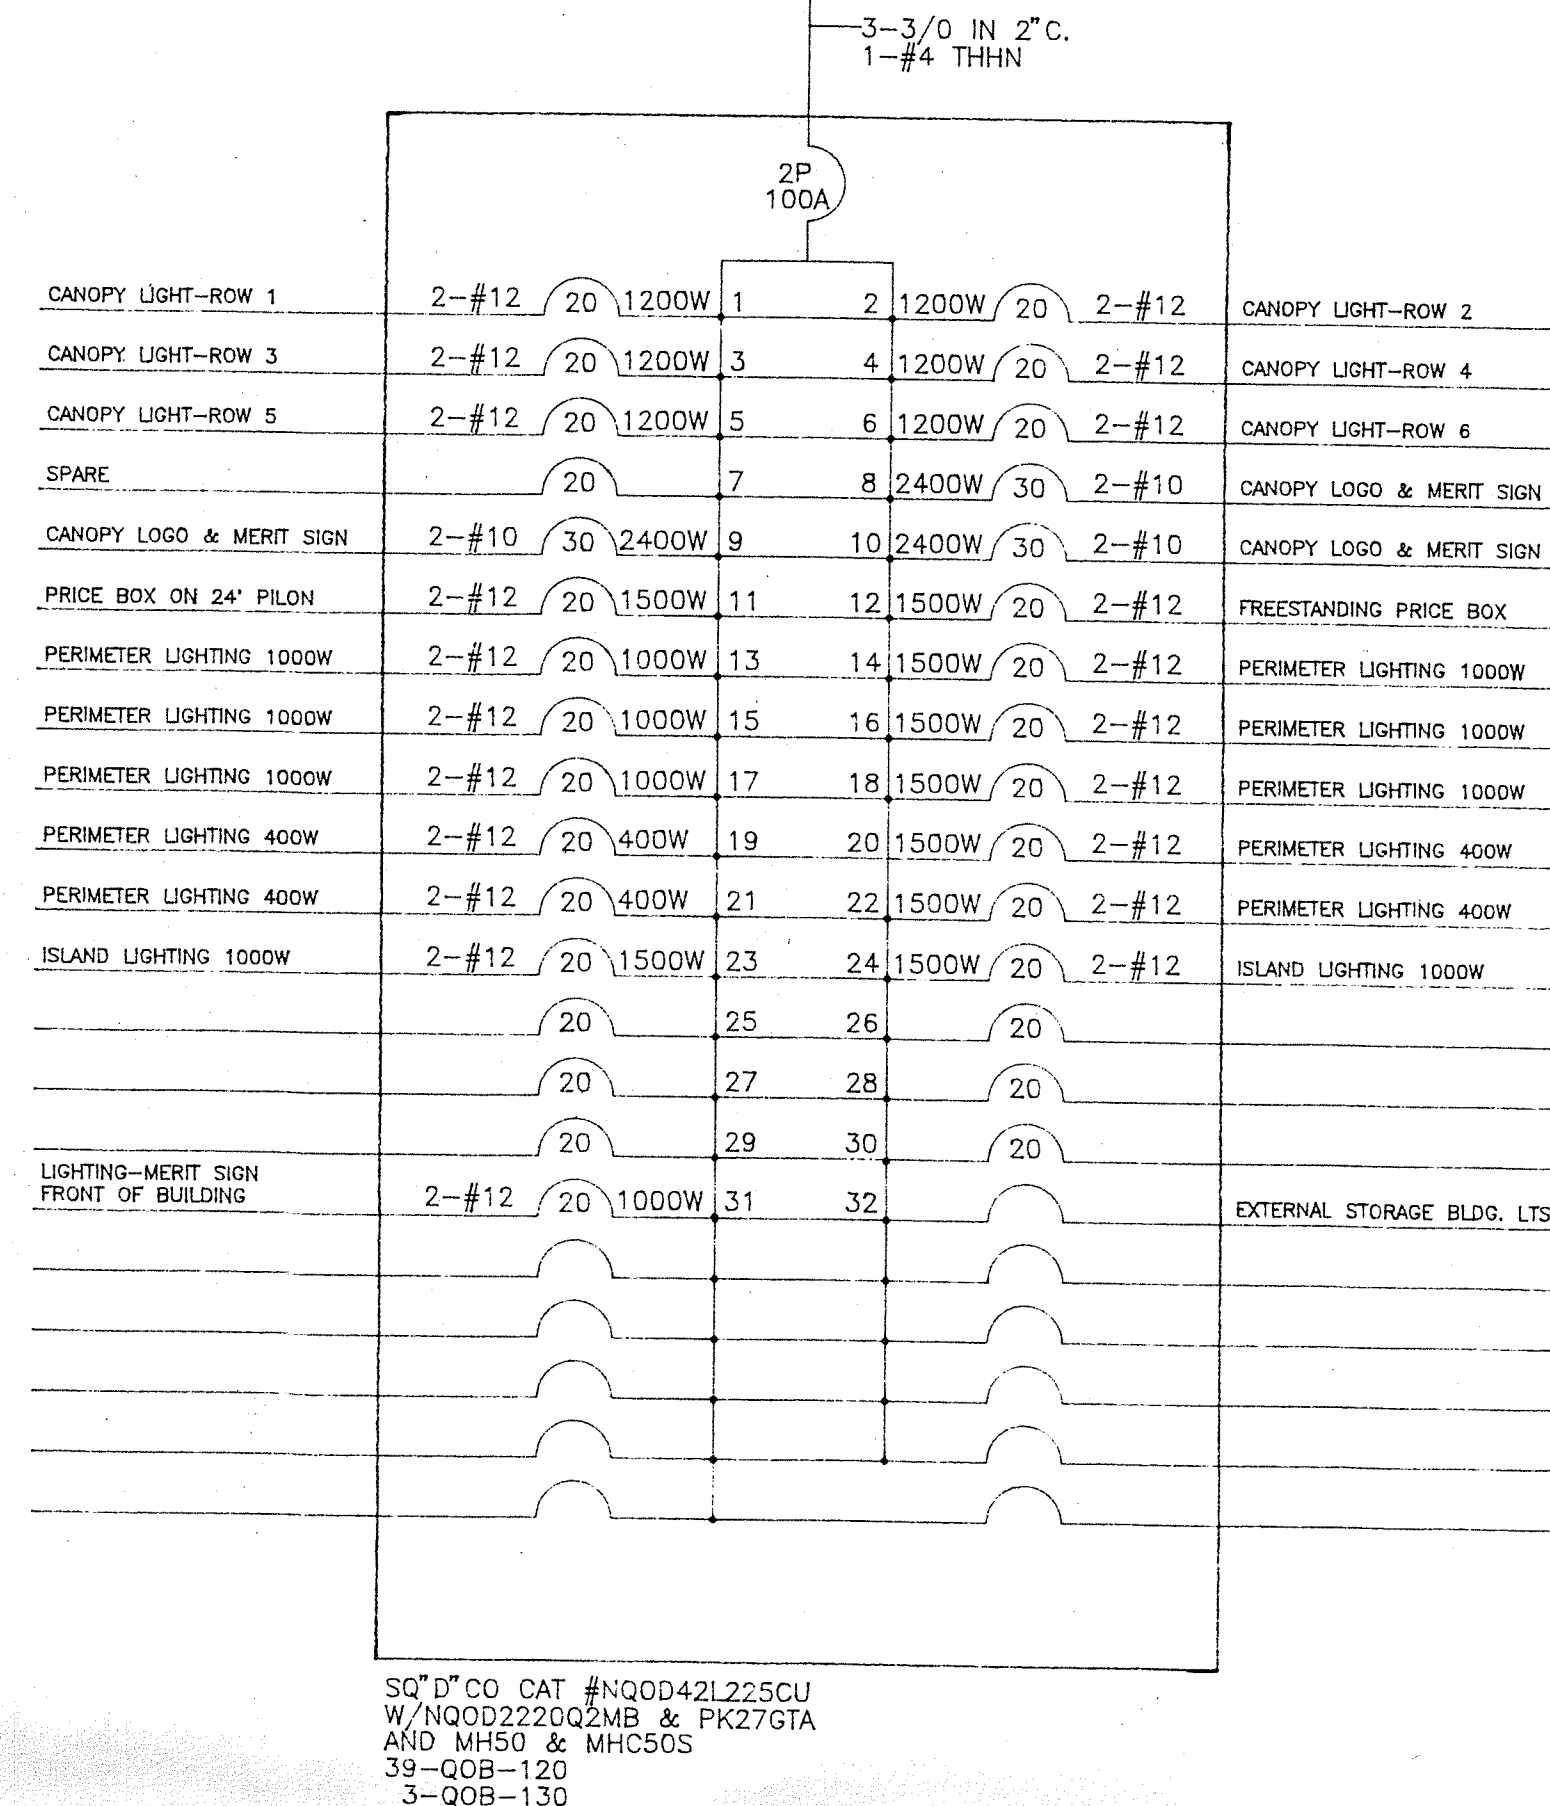 3-3/0 IN 2"C.
1-#4 THHN
2P
100A
CANOPY LIGHT-ROW 1 2-#12 20 1200W 1 2 1200W 20 2-#12 CANOPY LIGHT-ROW 2
CANOPY LIGHT-ROW 3 2-#12 20 1200W 3 4 1200W 20 2-#12 CANOPY LIGHT-ROW 4
CANOPY LIGHT-ROW 5 2-#12 20 1200W 5 6 1200W 20 2-#12 CANOPY LIGHT-ROW 6
SPARE 20 7 8 2400W 30 2-#10 CANOPY LOGO & MERIT SIGN
CANOPY LOGO & MERIT SIGN 2-#10 30 2400W 9 10 2400W 30 2-#10 CANOPY LOGO & MERIT SIGN
PRICE BOX ON 24' PILON 2-#12 20 1500W 11 12 1500W 20 2-#12 FREESTANDING PRICE BOX
PERIMETER LIGHTING 1000W 2-#12 20 1000W 13 14 1500W 20 2-#12 PERIMETER LIGHTING 1000W
PERIMETER LIGHTING 1000W 2-#12 20 1000W 15 16 1500W 20 2-#12 PERIMETER LIGHTING 1000W
PERIMETER LIGHTING 1000W 2-#12 20 1000W 17 18 1500W 20 2-#12 PERIMETER LIGHTING 1000W
PERIMETER LIGHTING 400W 2-#12 20 400W 19 20 1500W 20 2-#12 PERIMETER LIGHTING 400W
PERIMETER LIGHTING 400W 2-#12 20 400W 21 22 1500W 20 2-#12 PERIMETER LIGHTING 400W
ISLAND LIGHTING 1000W 2-#12 20 1500W 23 24 1500W 20 2-#12 ISLAND LIGHTING 1000W
20 25 26 20
20 27 28 20
20 29 30 20
LIGHTING-MERIT SIGN
FRONT OF BUILDING 2-#12 20 1000W 31 32 EXTERNAL STORAGE BLDG. LTS
SQ"D"CO CAT #NQOD42L225CU
W/NQOD2220Q2MB & PK27GTA
AND MH50 & MHC50S
39-QOB-120
3-QOB-130